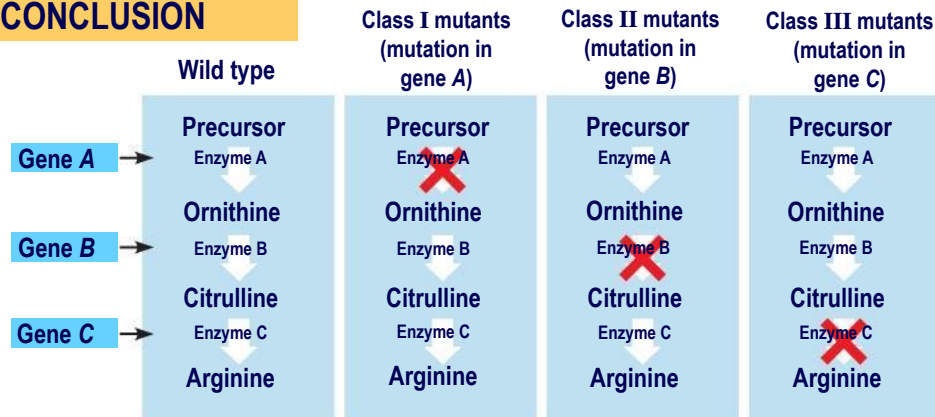 CONCLUSION
Wild type
Class I mutants
(mutation in
gene A)
Class II mutants
(mutation in
gene B)
Class III mutants
(mutation in
gene C)
Gene A
Gene B
Gene C
Precursor
Enzyme A
Ornithine
Enzyme B
Citrulline
Enzyme C
Arginine
Precursor
Enzyme A
Ornithine
Enzyme B
Citrulline
Enzyme C
Arginine
Precursor
Enzyme A
Ornithine
Enzyme B
Citrulline
Enzyme C
Arginine
Precursor
Enzyme A
Ornithine
Enzyme B
Citrulline
Enzyme C
Arginine